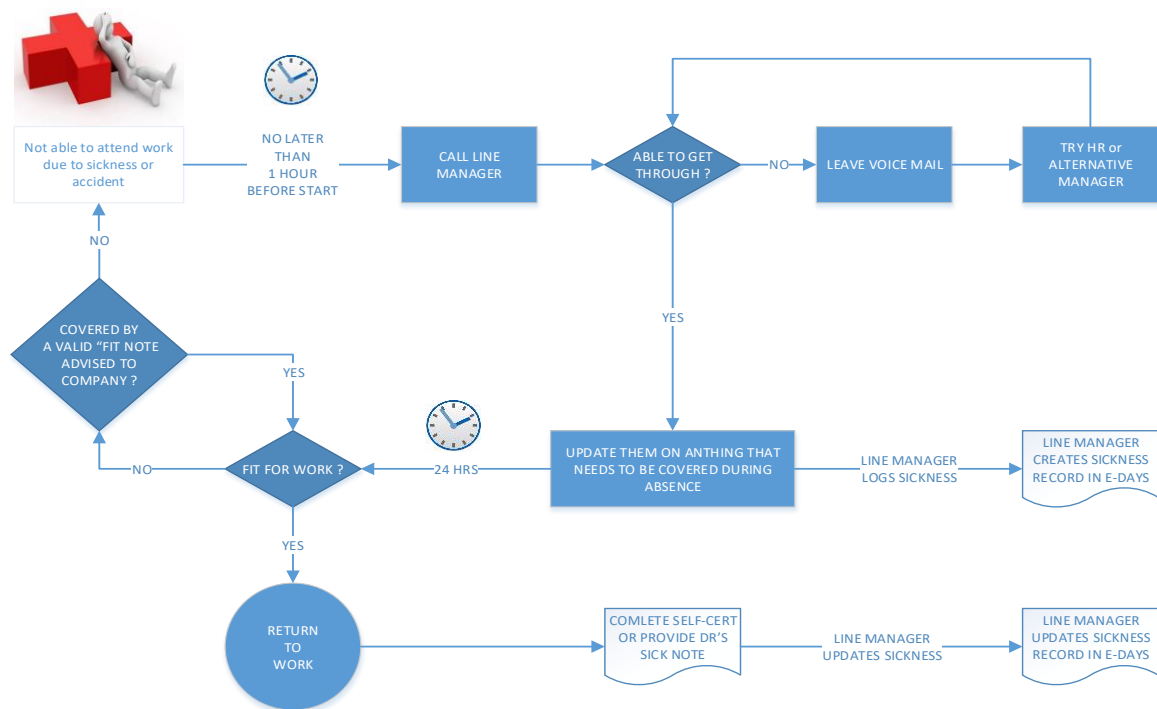 Not able to attend work
due to sickness or
accident
NO LATER
THAN
1 HOUR
BEFORE START
CALL LINE
MANAGER
ABLE TO GET
THROUGH ?
NO
LEAVE VOICE MAIL
TRY HR or
ALTERNATIVE
MANAGER
NO
YES
COVERED BY
A VALID “FIT NOTE
ADVISED TO
COMPANY ?
YES
FIT FOR WORK ?
NO
24 HRS
UPDATE THEM ON ANTHING THAT
NEEDS TO BE COVERED DURING
ABSENCE
LINE MANAGER
LOGS SICKNESS
LINE MANAGER
CREATES SICKNESS
RECORD IN E-DAYS
YES
RETURN
TO
WORK
COMLETE SELF-CERT
OR PROVIDE DR’S
SICK NOTE
LINE MANAGER
UPDATES SICKNESS
LINE MANAGER
UPDATES SICKNESS
RECORD IN E-DAYS